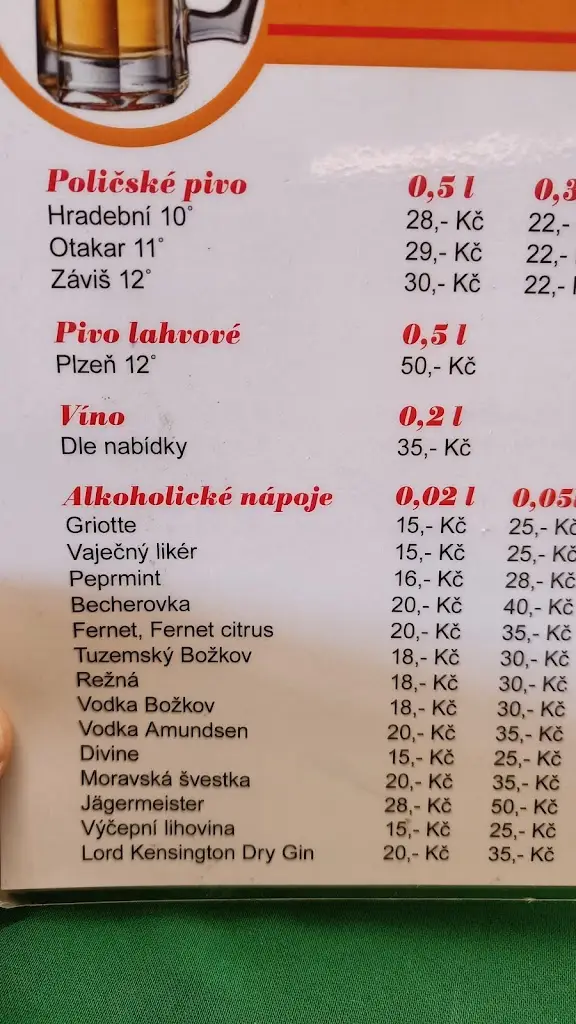 Poličské pivo 0,5 l 0,3
Hradební 10° 28,- Kč 22,-
Otakar 11° 29,- Kč 22,-
Záviš 12° 30,- Kč 22,-
Pivo lahvové 0,5 l
Plzeň 12° 50,- Kč
Víno 0,2 l
Dle nabídky 35,- Kč
Alkoholické nápoje 0,02 l 0,05l
Griotte 15,- Kč 25,- Kč
Vaječný likér 15,- Kč 25,- Kč
Peprmint 16,- Kč 28,- Kč
Becherovka 20,- Kč 40,- Kč
Fernet, Fernet citrus 20,- Kč 35,- Kč
Tuzemský Božkov 18,- Kč 30,- Kč
Režná 18,- Kč 30,- Kč
Vodka Božkov 18,- Kč 30,- Kč
Vodka Amundsen 20,- Kč 35,- Kč
Divine 15,- Kč 25,- Kč
Moravská švestka 20,- Kč 35,- Kč
Jägermeister 28,- Kč 50,- Kč
Výčepní lihovina 15,- Kč 25,- Kč
Lord Kensington Dry Gin 20,- Kč 35,- Kč